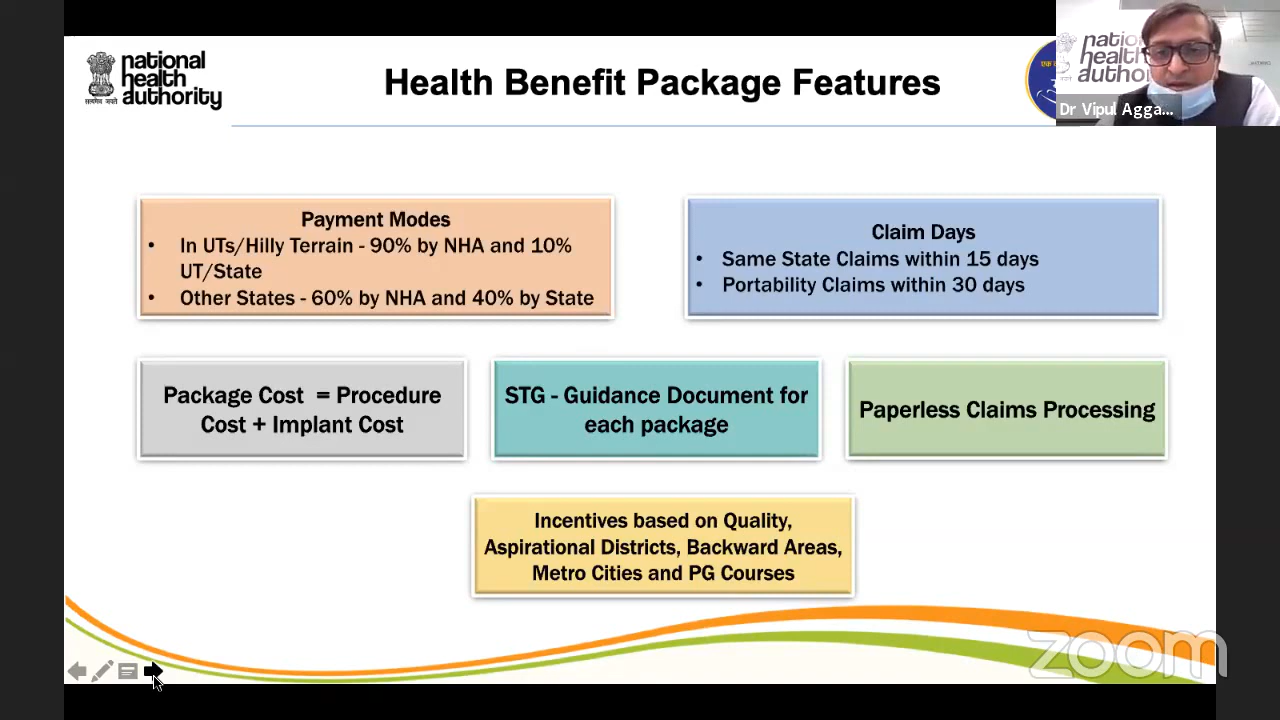 national
health
authority
सत्यमेव जयते
Health Benefit Package Features
Dr Vipul Agga...
Payment Modes
• In UTs/Hilly Terrain - 90% by NHA and 10%
UT/State
• Other States - 60% by NHA and 40% by State
Claim Days
• Same State Claims within 15 days
• Portability Claims within 30 days
Package Cost = Procedure
Cost + Implant Cost
STG - Guidance Document for
each package
Paperless Claims Processing
Incentives based on Quality,
Aspirational Districts, Backward Areas,
Metro Cities and PG Courses
zoom